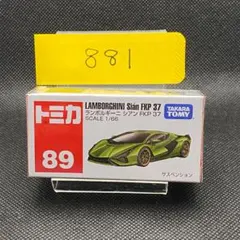 881
トミカ
LAMBORGHINI Sián FKP 37
ランボルギーニ シアン FKP 37
SCALE 1/66
TAKARA
TOMY
89
サスペンション